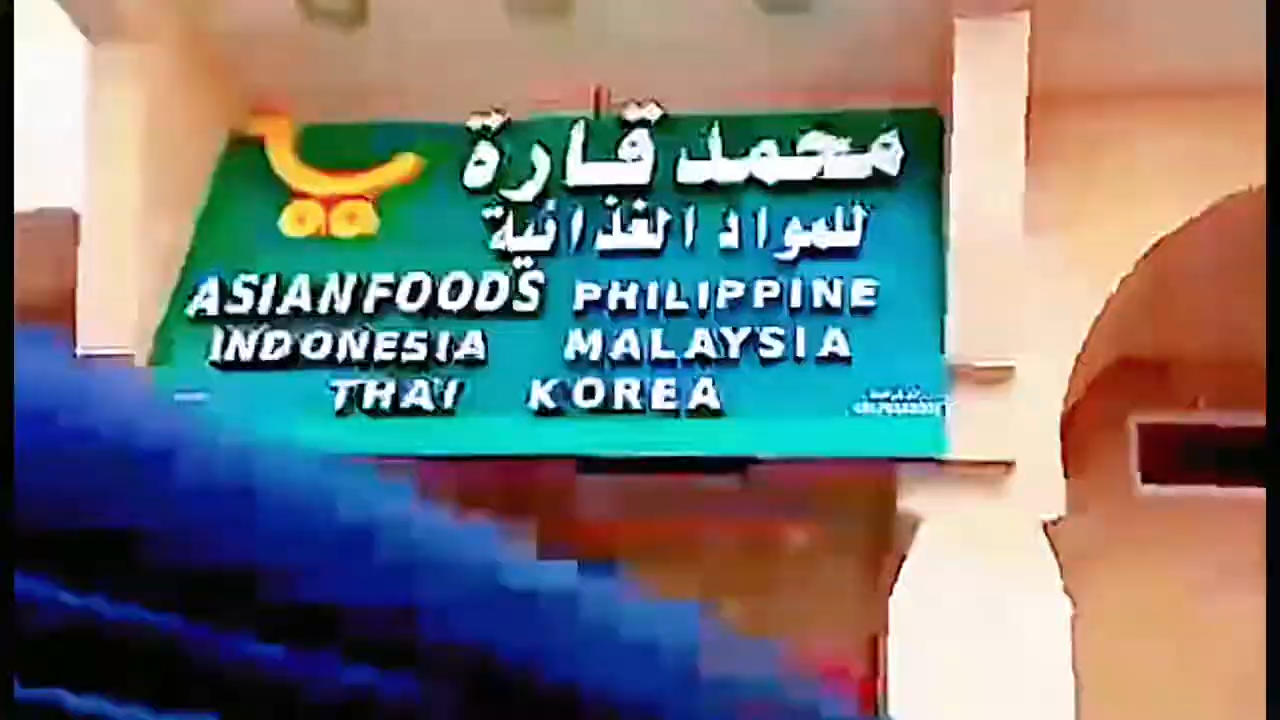 محمد قارة
للمواد الغذائية
ASIAN FOODS PHILIPPINE
INDONESIA MALAYSIA
THAI KOREA